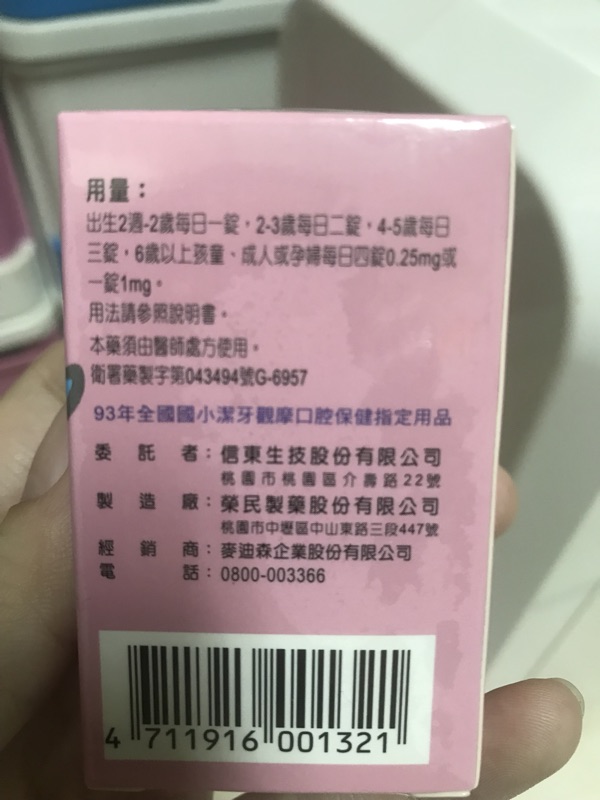 用量：
出生2週-2歲每日一錠，2-3歲每日二錠，4-5歲每日
三錠，6歲以上孩童、成人或孕婦每日四錠0.25mg或
一錠1mg。
用法請參照說明書。
本藥須由醫師處方使用。
衛署藥製字第043494號G-6957
93年全國國小潔牙觀摩口腔保健指定用品
委託者：信東生技股份有限公司
桃園市桃園區介壽路22號
製造廠：榮民製藥股份有限公司
桃園市中壢區中山東路三段447號
經銷商：麥迪森企業股份有限公司
電話：0800-003366
4 711916 001321